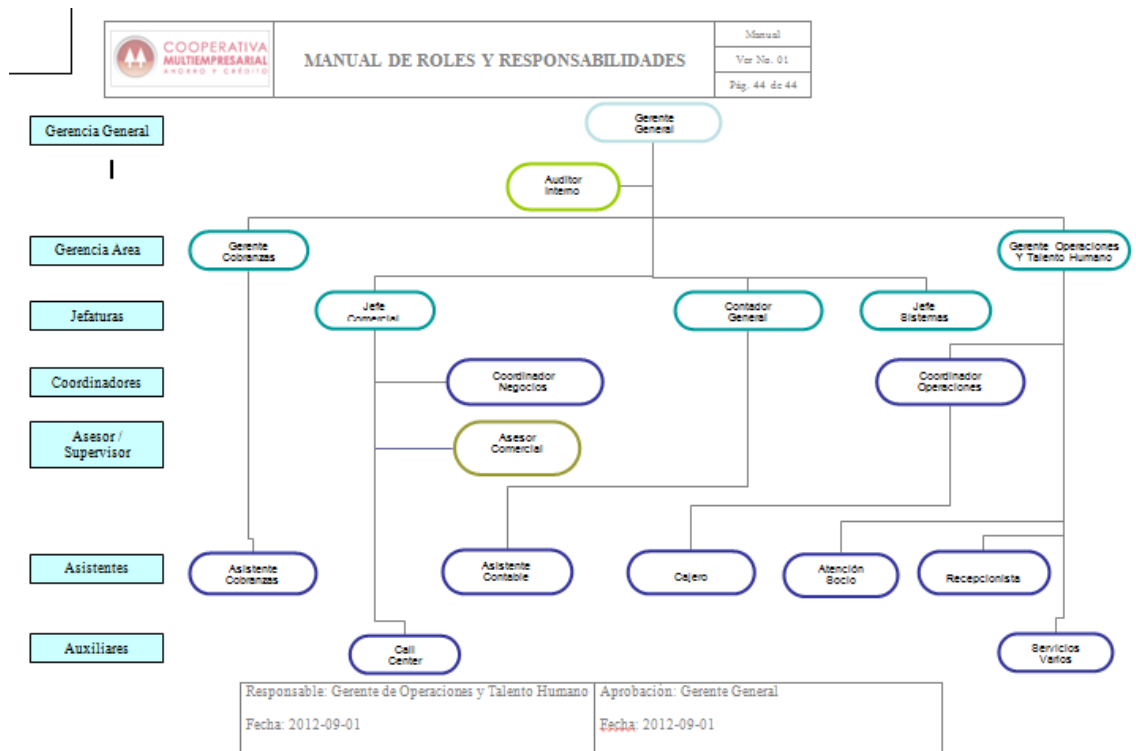 COOPERATIVA
MULTIEMPRESARIAL
AHORRO Y CRÉDITO
MANUAL DE ROLES Y RESPONSABILIDADES
Manual
Ver No. 01
Pág. 44 de 44
Gerencia General
Gerente
General
Auditor
Interno
Gerencia Area
Gerente
Cobranzas
Gerente Operaciones
Y Talento Humano
Jefaturas
Jefe
Comercial
Contador
General
Jefe
Sistemas
Coordinadores
Coordinador
Negocios
Coordinador
Operaciones
Asesor /
Supervisor
Asesor
Comercial
Asistentes
Asistente
Cobranzas
Asistente
Contable
Cajero
Atención
Socio
Recepcionista
Auxiliares
Call
Center
Servicios
Varios
Responsable: Gerente de Operaciones y Talento Humano
Fecha: 2012-09-01
Aprobación: Gerente General
Fecha: 2012-09-01